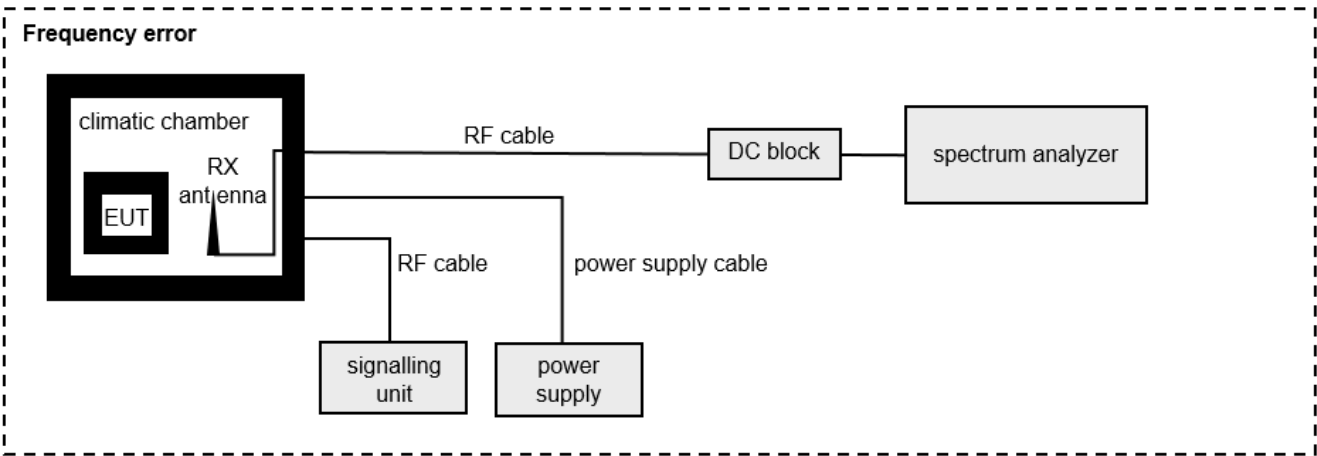 Frequency error
climatic chamber
RX
antenna
EUT
RF cable
DC block
spectrum analyzer
RF cable
power supply cable
signalling
unit
power
supply